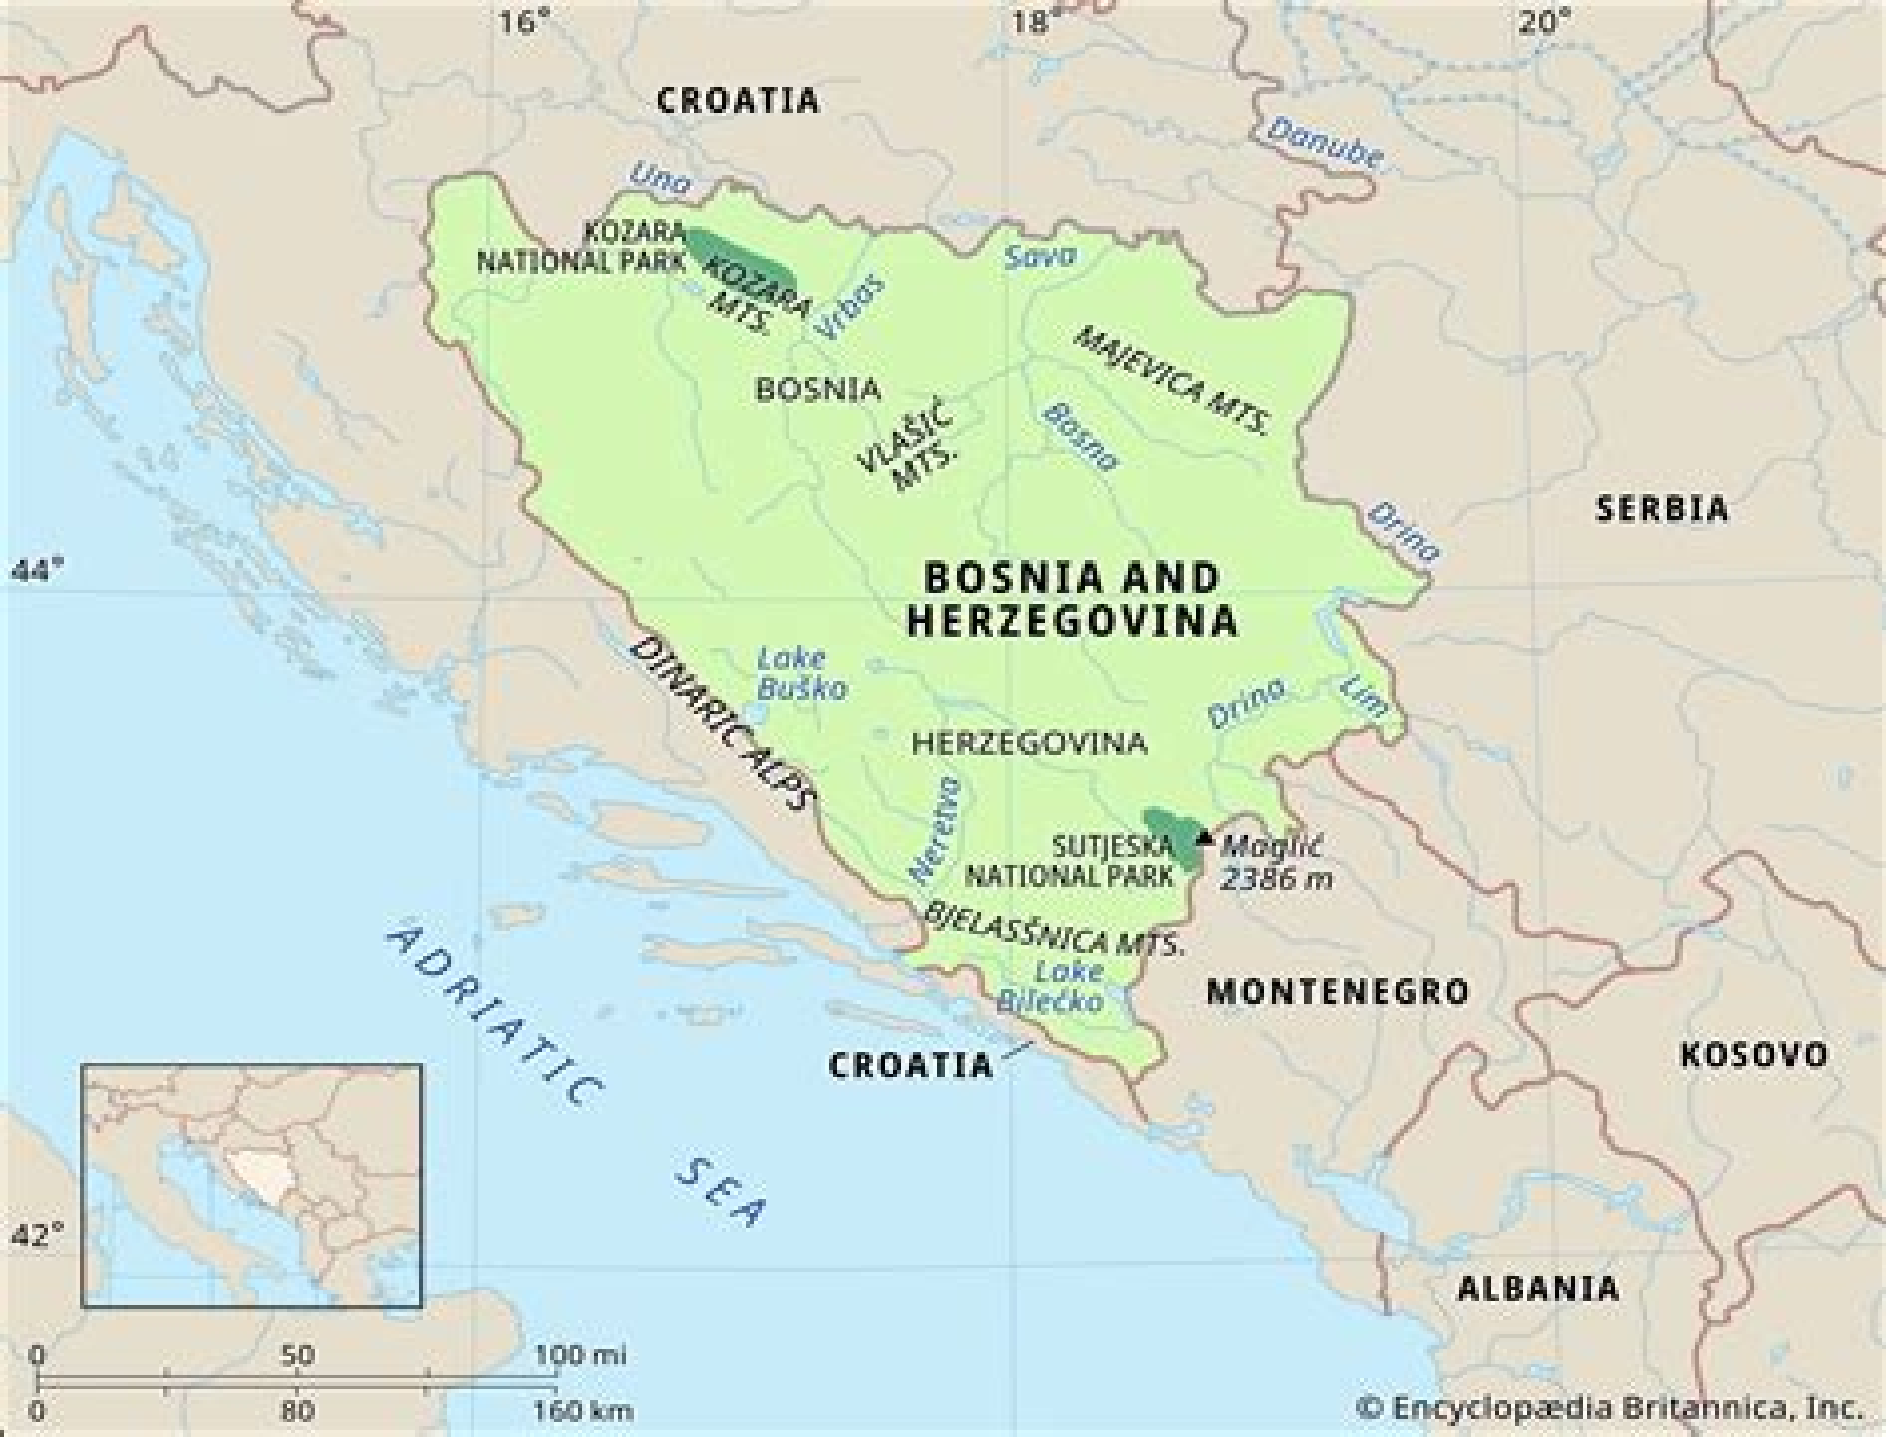 16°
18°
20°
CROATIA
Danube
Una
KOZARA
NATIONAL PARK
KOZARA
MTS.
Vrbas
Sava
MAJEVICA MTS.
BOSNIA
VLAŠIĆ
MTS.
Bosna
SERBIA
Drina
44°
BOSNIA AND
HERZEGOVINA
DINARIC ALPS
Lake
Buško
Drina
Lim
HERZEGOVINA
Neretva
SUTJESKA
NATIONAL PARK
Maglić
2386 m
BJELASŠNICA MTS.
Lake
Bilećko
MONTENEGRO
ADRIATIC
SEA
CROATIA
KOSOVO
42°
ALBANIA
0
50
100 mi
0
80
160 km
© Encyclopædia Britannica, Inc.